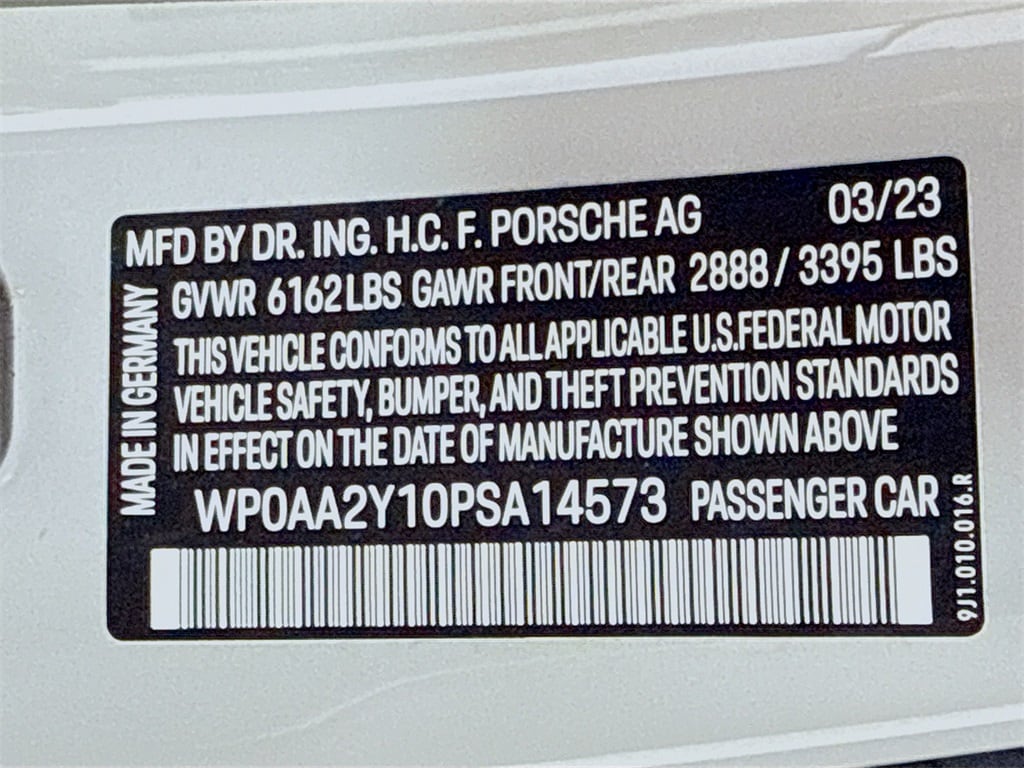 MFD BY DR. ING. H.C. F. PORSCHE AG 03/23
GVWR 6162 LBS GAWR FRONT/REAR 2888 / 3395 LBS
THIS VEHICLE CONFORMS TO ALL APPLICABLE U.S.FEDERAL MOTOR
VEHICLE SAFETY, BUMPER, AND THEFT PREVENTION STANDARDS
IN EFFECT ON THE DATE OF MANUFACTURE SHOWN ABOVE
WP0AA2Y10PSA14573 PASSENGER CAR
MADE IN GERMANY
9J1.010.016.R